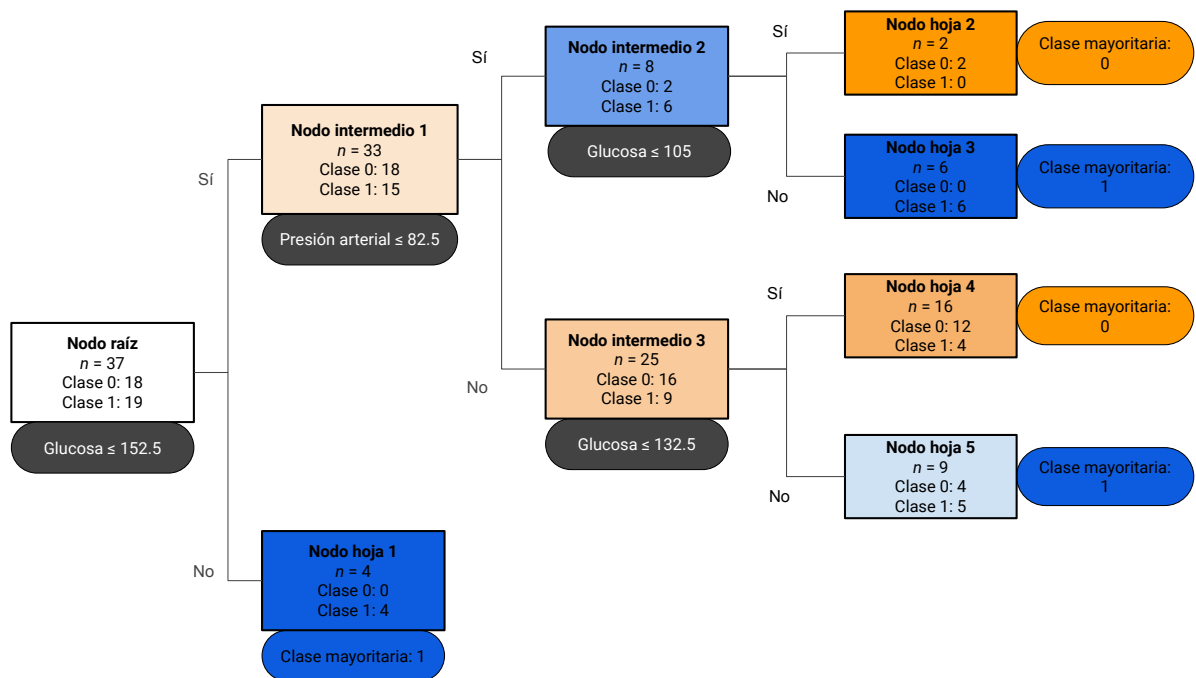 Nodo raíz
n = 37
Clase 0: 18
Clase 1: 19
Glucosa ≤ 152.5
Sí
No
Nodo intermedio 1
n = 33
Clase 0: 18
Clase 1: 15
Presión arterial ≤ 82.5
Nodo hoja 1
n = 4
Clase 0: 0
Clase 1: 4
Clase mayoritaria: 1
Sí
No
Nodo intermedio 2
n = 8
Clase 0: 2
Clase 1: 6
Glucosa ≤ 105
Nodo intermedio 3
n = 25
Clase 0: 16
Clase 1: 9
Glucosa ≤ 132.5
Sí
No
Nodo hoja 2
n = 2
Clase 0: 2
Clase 1: 0
Clase mayoritaria:
0
Nodo hoja 3
n = 6
Clase 0: 0
Clase 1: 6
Clase mayoritaria:
1
Sí
No
Nodo hoja 4
n = 16
Clase 0: 12
Clase 1: 4
Clase mayoritaria:
0
Nodo hoja 5
n = 9
Clase 0: 4
Clase 1: 5
Clase mayoritaria:
1